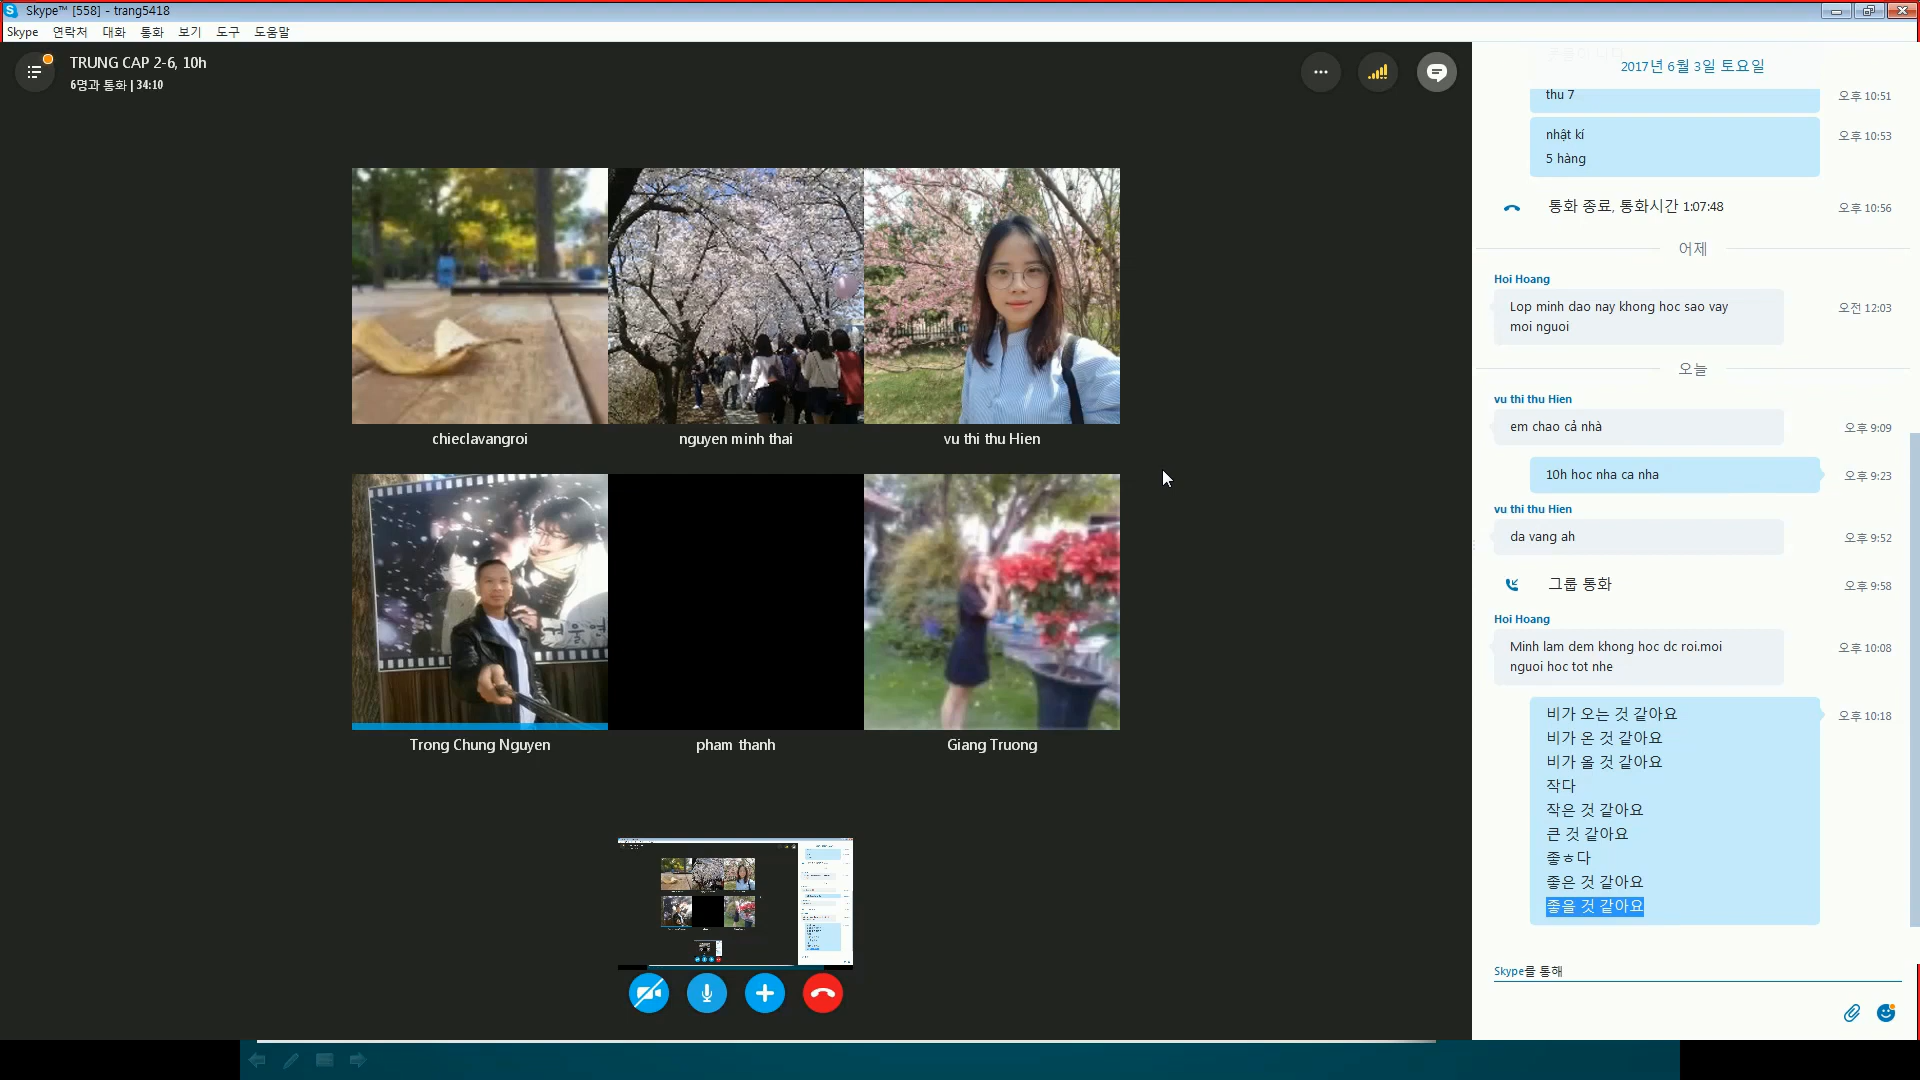 Skype™ [558] - trang5418
Skype 연락처 대화 통화 보기 도구 도움말
TRUNG CAP 2-6, 10h
6명과 통화 | 34:10
chieclavangroi
nguyen minh thai
vu thi thu Hien
겨울연
Trong Chung Nguyen
pham thanh
Giang Truong
2017년 6월 3일 토요일
thu 7
오후 10:51
nhật kí
오후 10:53
5 hàng
통화 종료, 통화시간 1:07:48
오후 10:56
어제
Hoi Hoang
Lop minh dao nay khong hoc sao vay
moi nguoi
오전 12:03
오늘
vu thi thu Hien
em chao cả nhà
오후 9:09
10h hoc nha ca nha
오후 9:23
vu thi thu Hien
da vang ah
오후 9:52
그룹 통화
오후 9:58
Hoi Hoang
Minh lam dem khong hoc dc roi.moi
nguoi hoc tot nhe
오후 10:08
비가 오는 것 같아요
오후 10:18
비가 온 것 같아요
비가 올 것 같아요
작다
작은 것 같아요
큰 것 같아요
좋ㅎ다
좋은 것 같아요
좋을 것 같아요
Skype를 통해